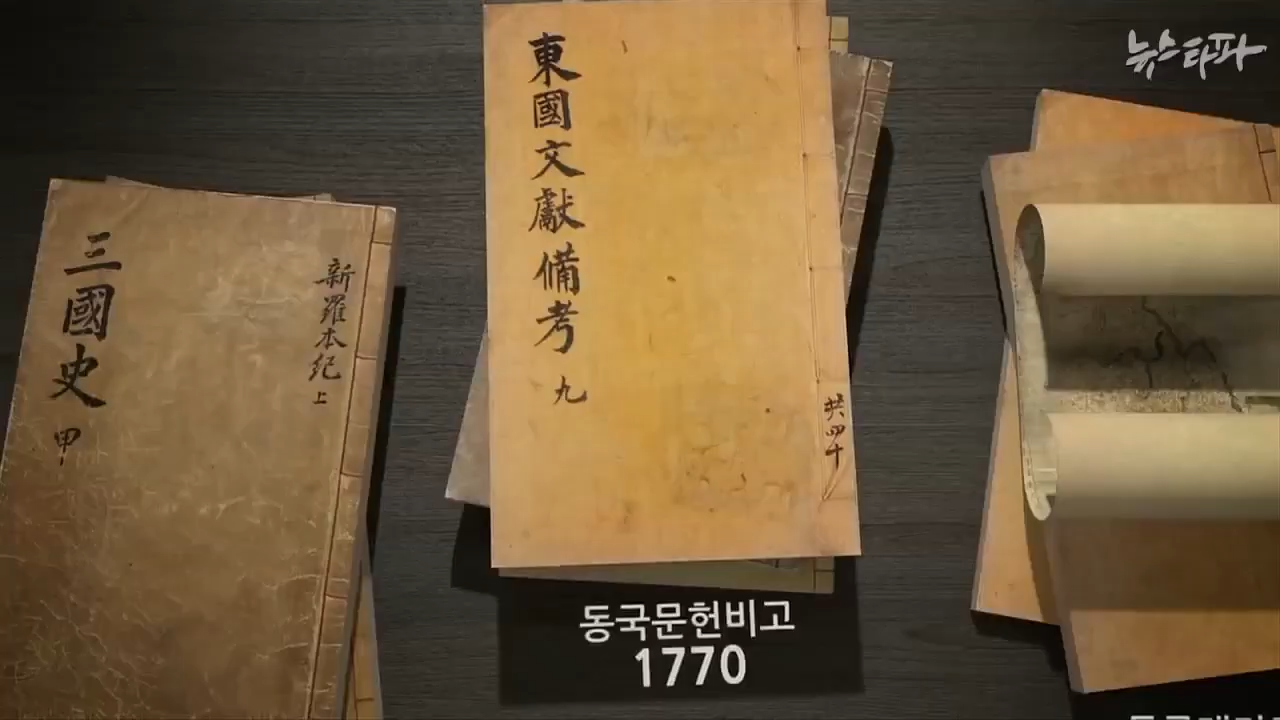 뉴스타파
三國史
甲
新羅本紀
上
東國文獻備考
九
共四十
동국문헌비고
1770